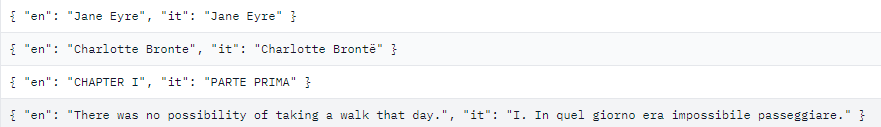 { "en": "Jane Eyre", "it": "Jane Eyre" }
{ "en": "Charlotte Bronte", "it": "Charlotte Brontë" }
{ "en": "CHAPTER I", "it": "PARTE PRIMA" }
{ "en": "There was no possibility of taking a walk that day.", "it": "I. In quel giorno era impossibile passeggiare." }